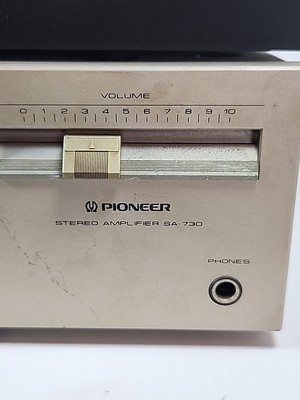 VOLUME
0 1 2 3 4 5 6 7 8 9 10
PIONEER
STEREO AMPLIFIER SA-730
PHONES